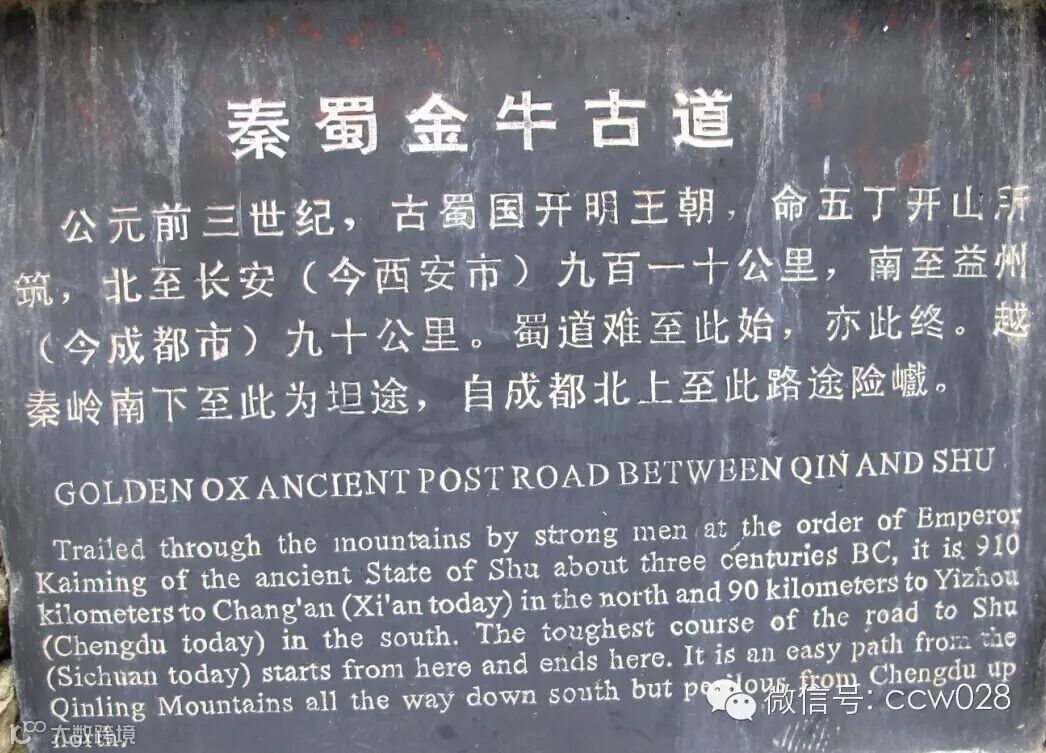 秦蜀金牛古道
公元前三世纪，古蜀国开明王朝，命五丁开山所
筑，北至长安（今西安市）九百一十公里，南至益州
（今成都市）九十公里。蜀道难至此始，亦此终。越
秦岭南下至此为坦途，自成都北上至此路途险巇。
GOLDEN OX ANCIENT POST ROAD BETWEEN QIN AND SHU
Trailed through the mountains by strong men at the order of Emperor
Kaiming of the ancient State of Shu about three centuries BC, it is 910
kilometers to Chang'an (Xi'an today) in the north and 90 kilometers to Yizhou
(Chengdu today) in the south. The toughest course of the road to Shu
(Sichuan today) starts from here and ends here. It is an easy path from the
Qinling Mountains all the way down south but perilous from Chengdu up
north.
微信号: ccw028
大数跨境